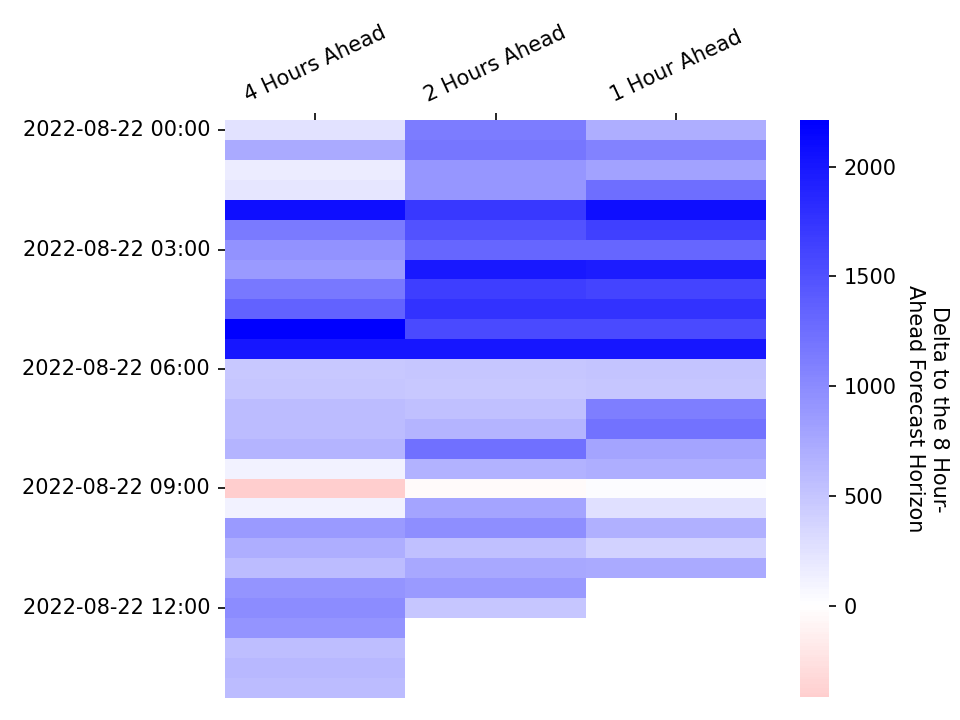 4 Hours Ahead
2 Hours Ahead
1 Hour Ahead
2022-08-22 00:00
2022-08-22 03:00
2022-08-22 06:00
2022-08-22 09:00
2022-08-22 12:00
2000
1500
1000
500
0
Delta to the 8 Hour-
Ahead Forecast Horizon